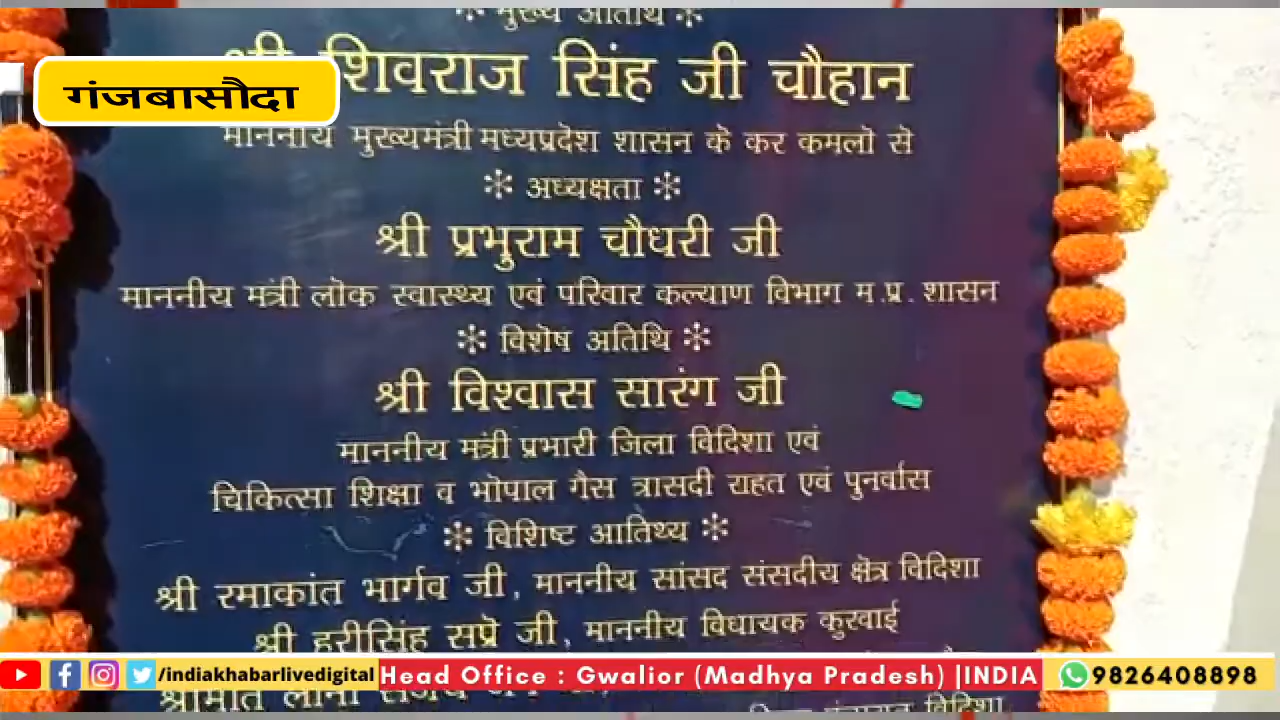 ✻ मुख्य अतिथि ✻
श्री शिवराज सिंह जी चौहान
गंजबासौदा
माननीय मुख्यमंत्री मध्यप्रदेश शासन के कर कमलो से
✻ अध्यक्षता ✻
श्री प्रभुराम चौधरी जी
माननीय मंत्री लोक स्वास्थ्य एवं परिवार कल्याण विभाग म.प्र. शासन
✻ विशेष अतिथि ✻
श्री विश्वास सारंग जी
माननीय मंत्री प्रभारी जिला विदिशा एवं
चिकित्सा शिक्षा व भोपाल गैस त्रासदी राहत एवं पुनर्वास
✻ विशिष्ट आतिथ्य ✻
श्री रमाकांत भार्गव जी, माननीय सांसद संसदीय क्षेत्र विदिशा
श्री हरीसिंह सप्रे जी, माननीय विधायक कुरवाई
/indiakhabarlivedigital Head Office : Gwalior (Madhya Pradesh) |INDIA 9826408898
विदिशा